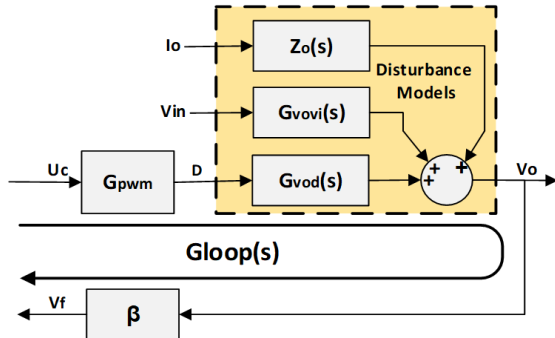 Io
Zo(s)
Disturbance
Models
Vin
Gvovi(s)
+
+
+
Uc
Gpwm
D
Gvod(s)
Vo
Gloop(s)
Vf
β